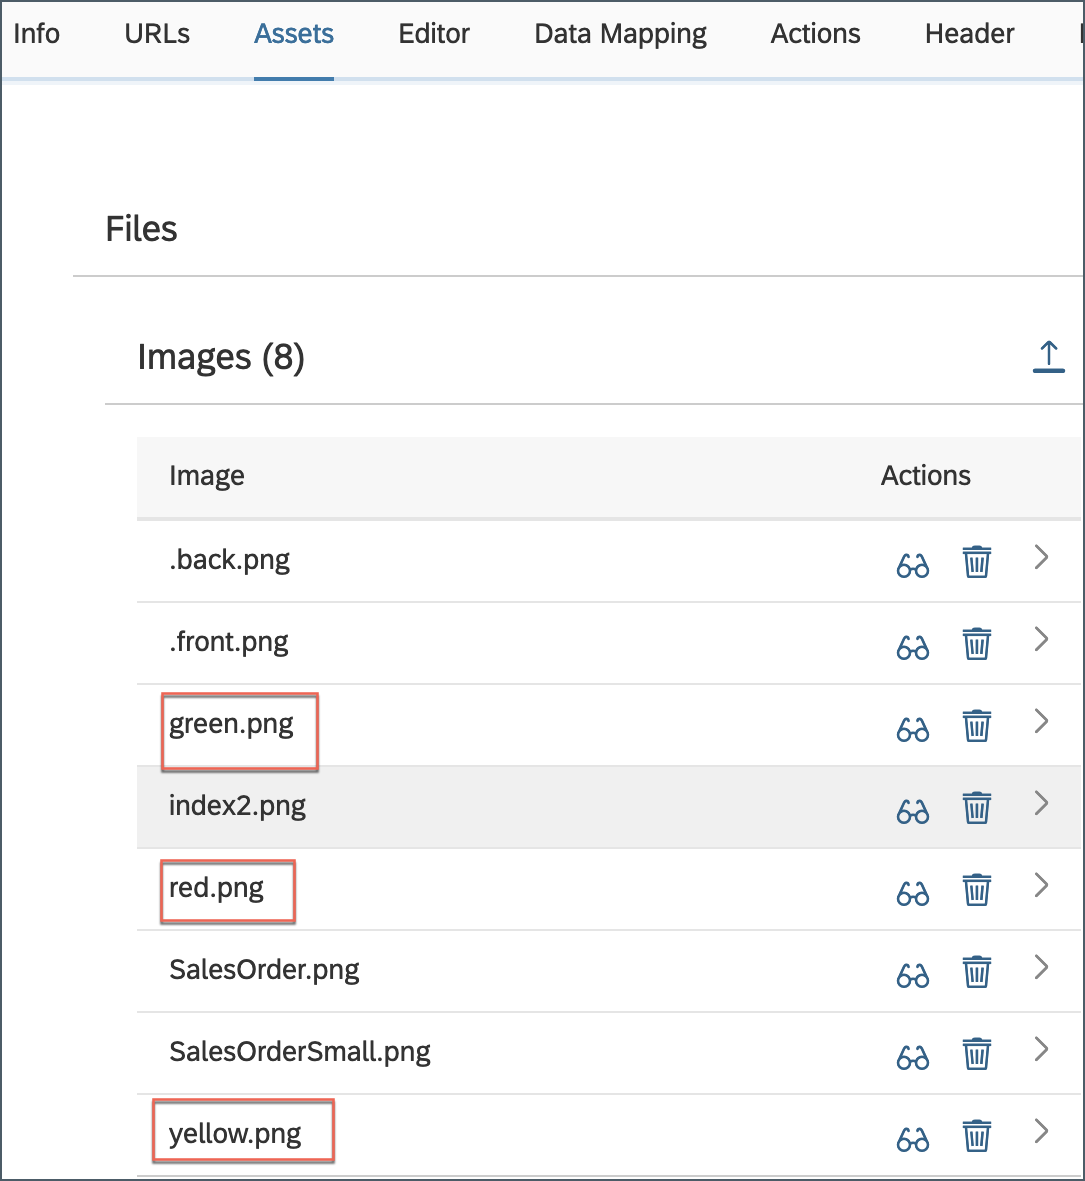 Info URLs Assets Editor Data Mapping Actions Header
Files
Images (8)
Image Actions
.back.png
.front.png
green.png
index2.png
red.png
SalesOrder.png
SalesOrderSmall.png
yellow.png